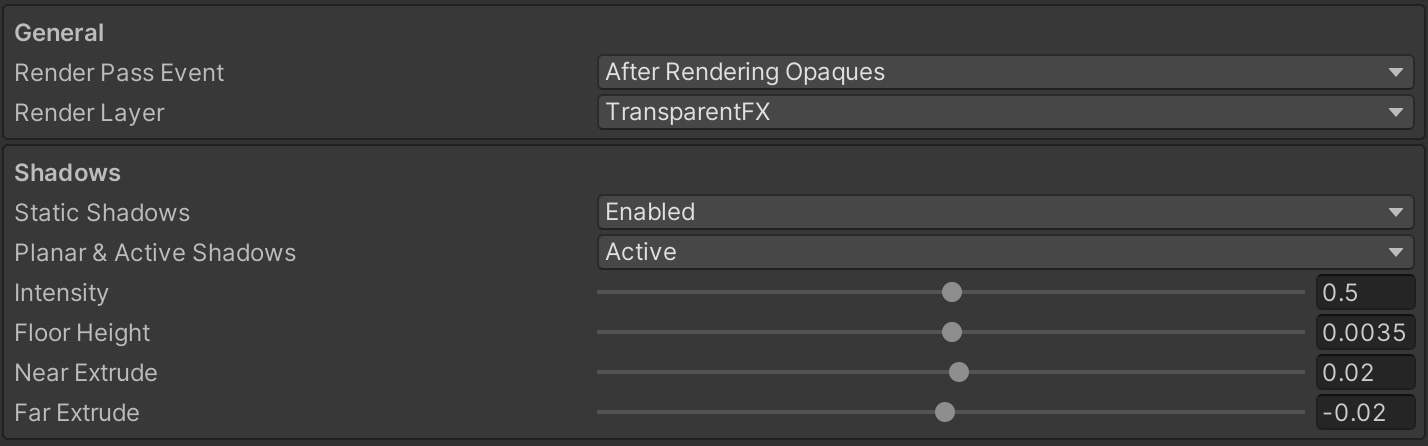 General
Render Pass Event After Rendering Opaques
Render Layer TransparentFX
Shadows
Static Shadows Enabled
Planar & Active Shadows Active
Intensity 0.5
Floor Height 0.0035
Near Extrude 0.02
Far Extrude -0.02